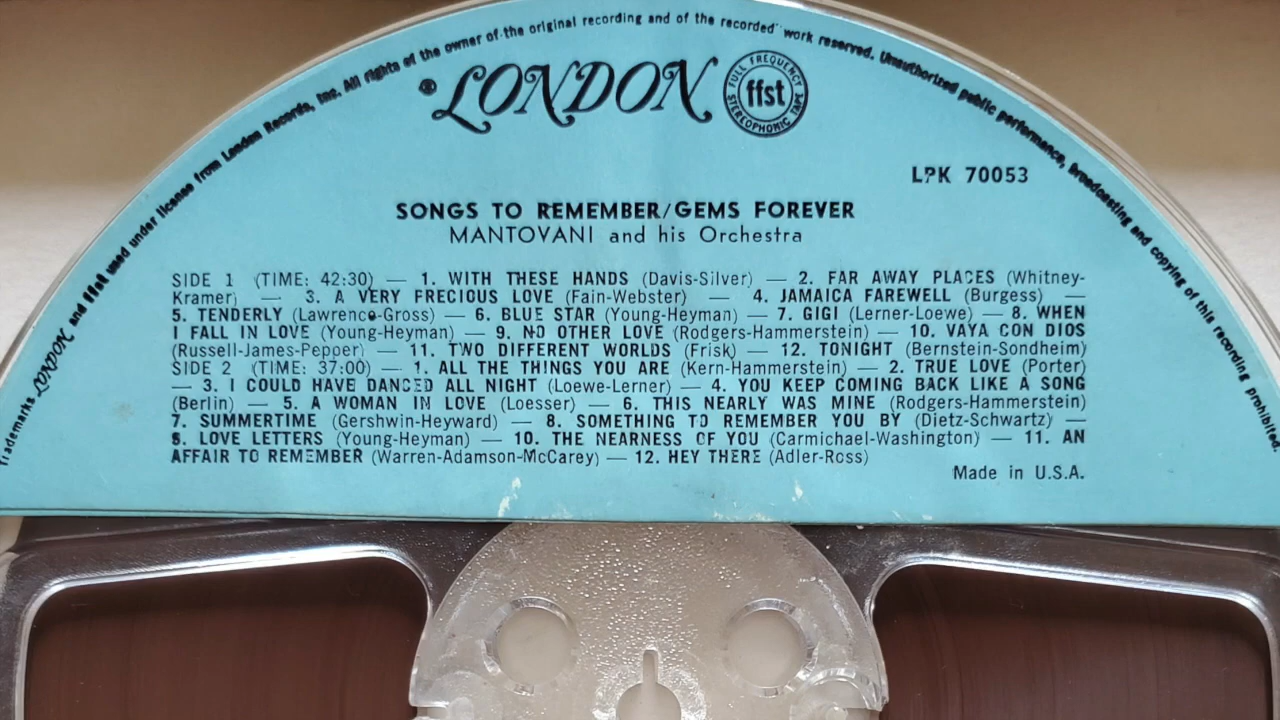 Trademarks LONDON and ffst used under license from London Records, Inc. All rights of the owner of the original recording and of the recorded work reserved. Unauthorized public performance, broadcasting and copying of this recording prohibited.
LONDON
FULL FREQUENCY
ffst
STEREOPHONIC TAPE
LPK 70053
SONGS TO REMEMBER/GEMS FOREVER
MANTOVANI and his Orchestra
SIDE 1 (TIME: 42:30) — 1. WITH THESE HANDS (Davis-Silver) — 2. FAR AWAY PLACES (Whitney-
Kramer) — 3. A VERY PRECIOUS LOVE (Fain-Webster) — 4. JAMAICA FAREWELL (Burgess) —
5. TENDERLY (Lawrence-Gross) — 6. BLUE STAR (Young-Heyman) — 7. GIGI (Lerner-Loewe) — 8. WHEN
I FALL IN LOVE (Young-Heyman) — 9. NO OTHER LOVE (Rodgers-Hammerstein) — 10. VAYA CON DIOS
(Russell-James-Pepper) — 11. TWO DIFFERENT WORLDS (Frisk) — 12. TONIGHT (Bernstein-Sondheim)
SIDE 2 (TIME: 37:00) — 1. ALL THE THINGS YOU ARE (Kern-Hammerstein) — 2. TRUE LOVE (Porter)
— 3. I COULD HAVE DANCED ALL NIGHT (Loewe-Lerner) — 4. YOU KEEP COMING BACK LIKE A SONG
(Berlin) — 5. A WOMAN IN LOVE (Loesser) — 6. THIS NEARLY WAS MINE (Rodgers-Hammerstein)
7. SUMMERTIME (Gershwin-Heyward) — 8. SOMETHING TO REMEMBER YOU BY (Dietz-Schwartz) —
9. LOVE LETTERS (Young-Heyman) — 10. THE NEARNESS OF YOU (Carmichael-Washington) — 11. AN
AFFAIR TO REMEMBER (Warren-Adamson-McCarey) — 12. HEY THERE (Adler-Ross)
Made in U.S.A.